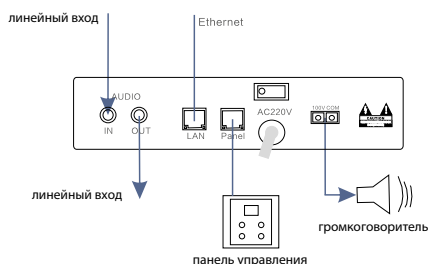 линейный вход
Ethernet
AUDIO
IN
OUT
LAN
Panel
AC220V
100V COM
CAUTION
линейный вход
громкоговоритель
панель управления